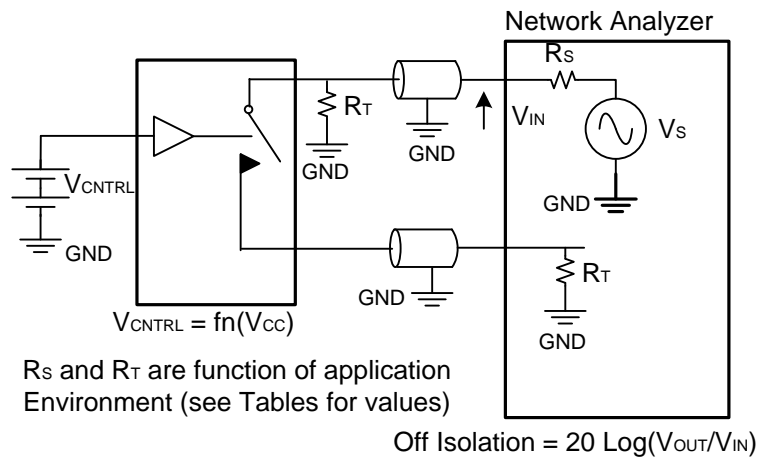 Network Analyzer
RS
RT
GND
GND
VIN
VS
GND
VCNTRL
GND
GND
RT
GND
VCNTRL = fn(VCC)
RS and RT are function of application
Environment (see Tables for values)
Off Isolation = 20 Log(VOUT/VIN)